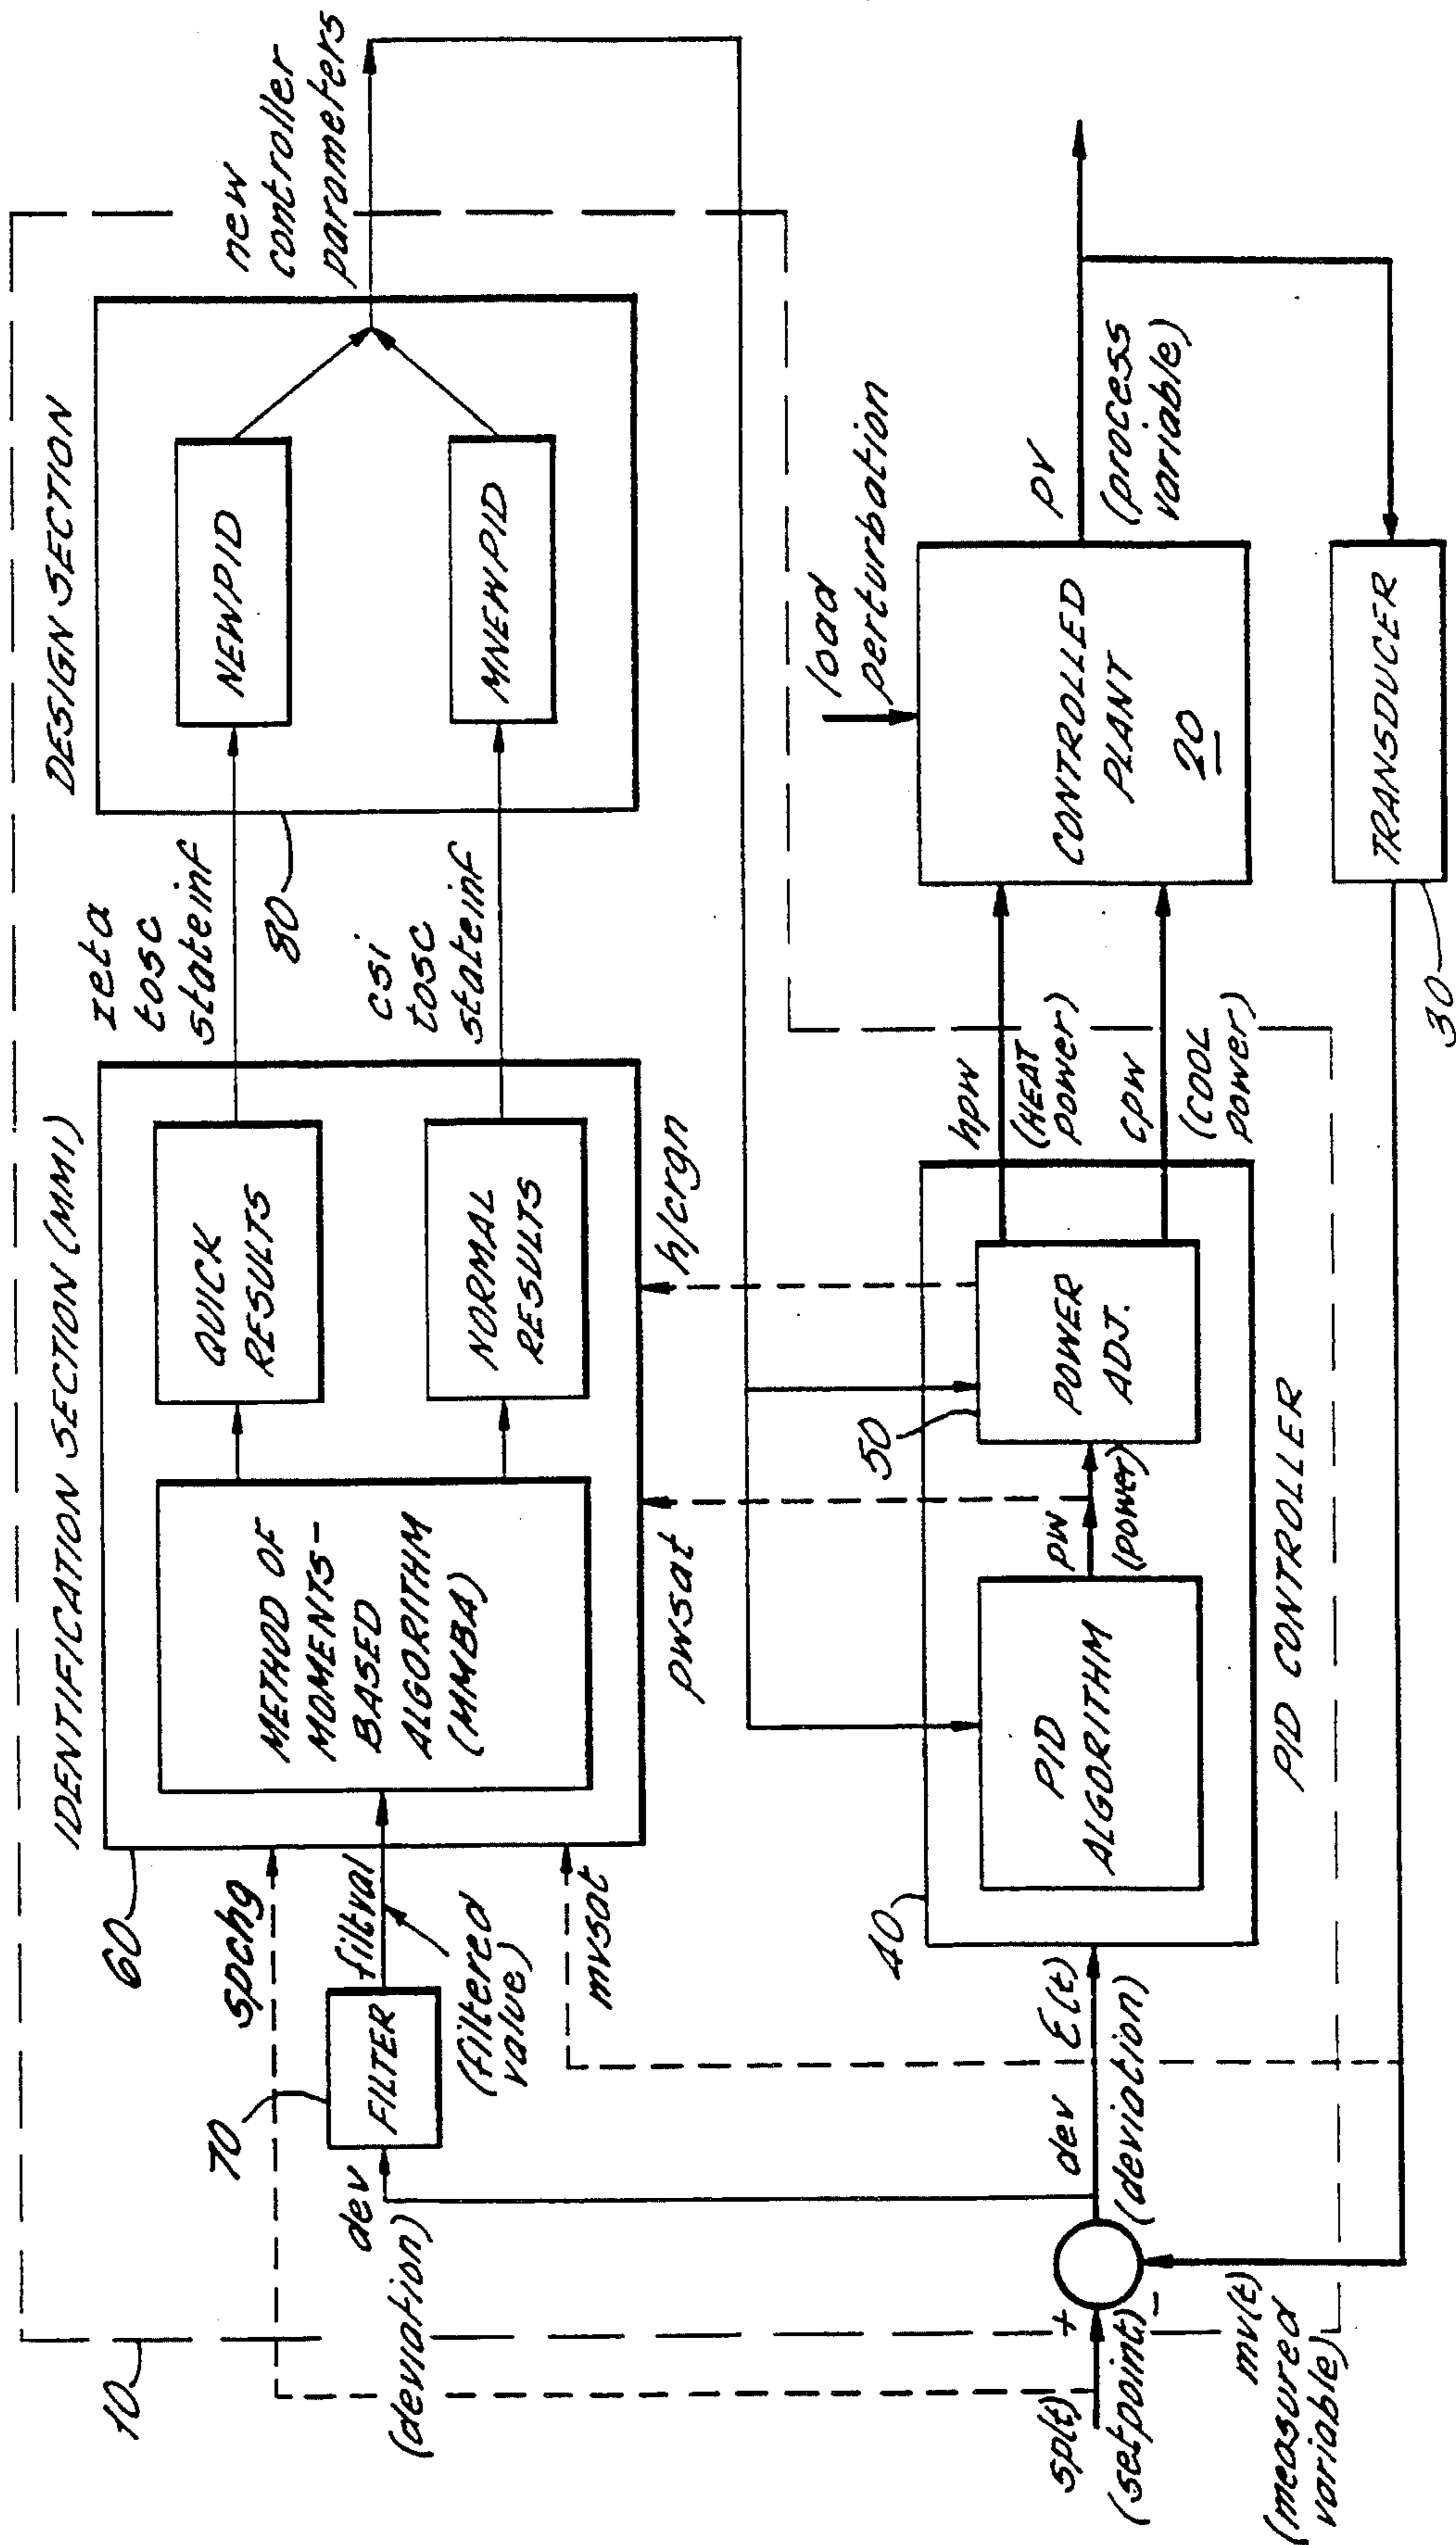 10
IDENTIFICATION SECTION (MMI)
60
METHOD OF
MOMENTS-
BASED
ALGORITHM
(MMBA)
QUICK
RESULTS
NORMAL
RESULTS
zeta
tosc
stateinf
csi
tosc
stateinf
DESIGN SECTION
80
NEWPID
MNEWPID
new
controller
parameters
spchg
70
FILTER
dev
(deviation)
filtval
(filtered
value)
mvsat
pwsat
h/crgn
sp(t)
(setpoint)
+
-
mv(t)
(measured
variable)
dev E(t)
(deviation)
40
PID
ALGORITHM
pw
(power)
50
POWER
ADJ.
PID CONTROLLER
hpw
(HEAT
power)
cpw
(COOL
power)
load
perturbation
CONTROLLED
PLANT
20
pv
(process
variable)
TRANSDUCER
30